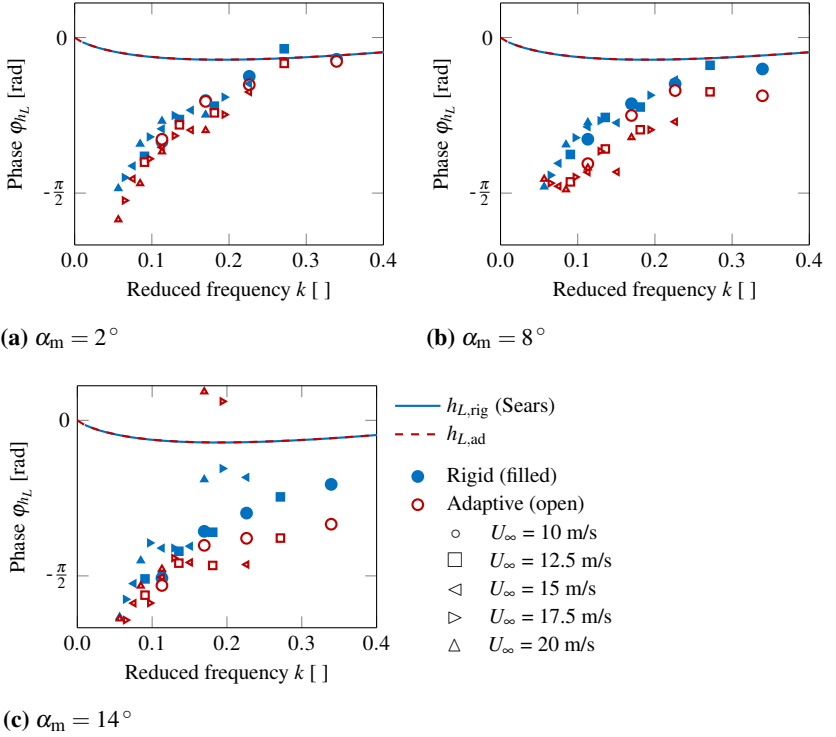 0
-π/2
Phase φ_{h_L} [rad]
0.0 0.1 0.2 0.3 0.4
Reduced frequency k [ ]
(a) α_m = 2°
0
-π/2
Phase φ_{h_L} [rad]
0.0 0.1 0.2 0.3 0.4
Reduced frequency k [ ]
(b) α_m = 8°
0
-π/2
Phase φ_{h_L} [rad]
0.0 0.1 0.2 0.3 0.4
Reduced frequency k [ ]
(c) α_m = 14°
h_{L,rig} (Sears)
h_{L,ad}
Rigid (filled)
Adaptive (open)
U_∞ = 10 m/s
U_∞ = 12.5 m/s
U_∞ = 15 m/s
U_∞ = 17.5 m/s
U_∞ = 20 m/s